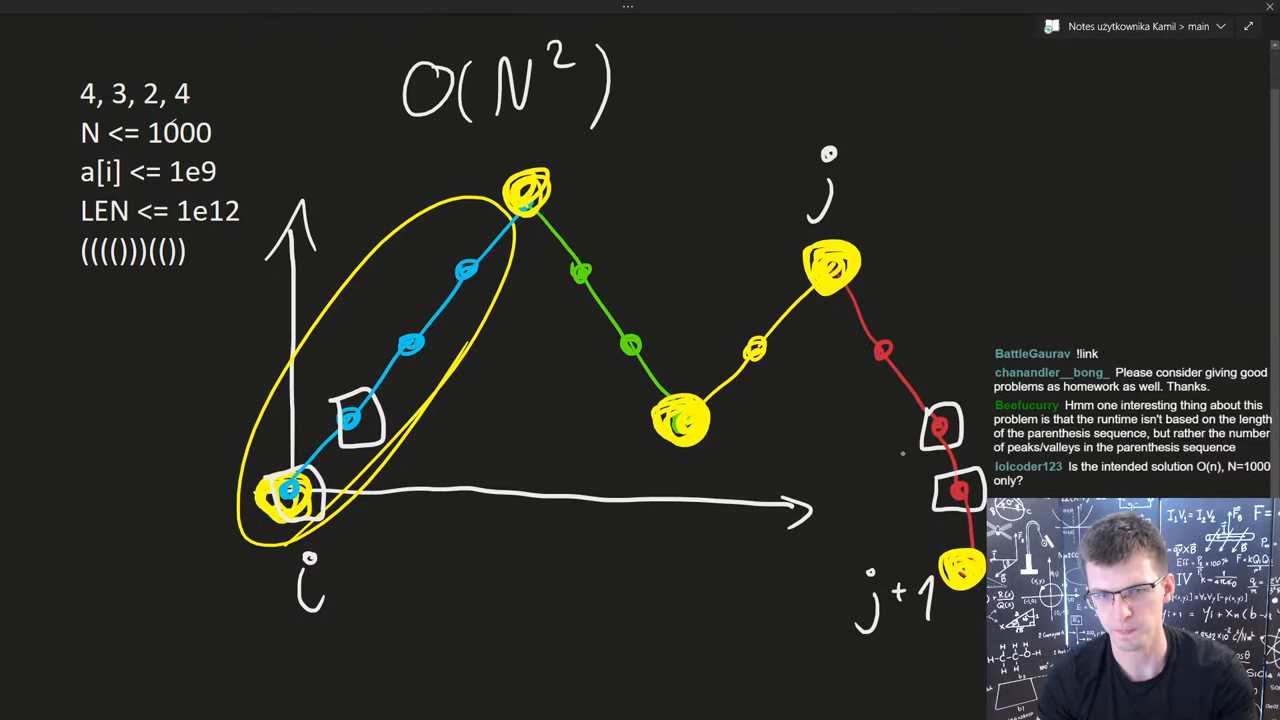 Notes użytkownika Kamil > main
O(N²)
4, 3, 2, 4
N <= 1000
a[i] <= 1e9
LEN <= 1e12
(((()))(())
j
i
j+1
BattleGaurav !link
chanandler__bong_ Please consider giving good
problems as homework as well. Thanks.
Beefucurry Hmm one interesting thing about this
problem is that the runtime isn't based on the length
of the parenthesis sequence, but rather the number
of peaks/valleys in the parenthesis sequence
lolcoder123 Is the intended solution O(n), N=1000
only?